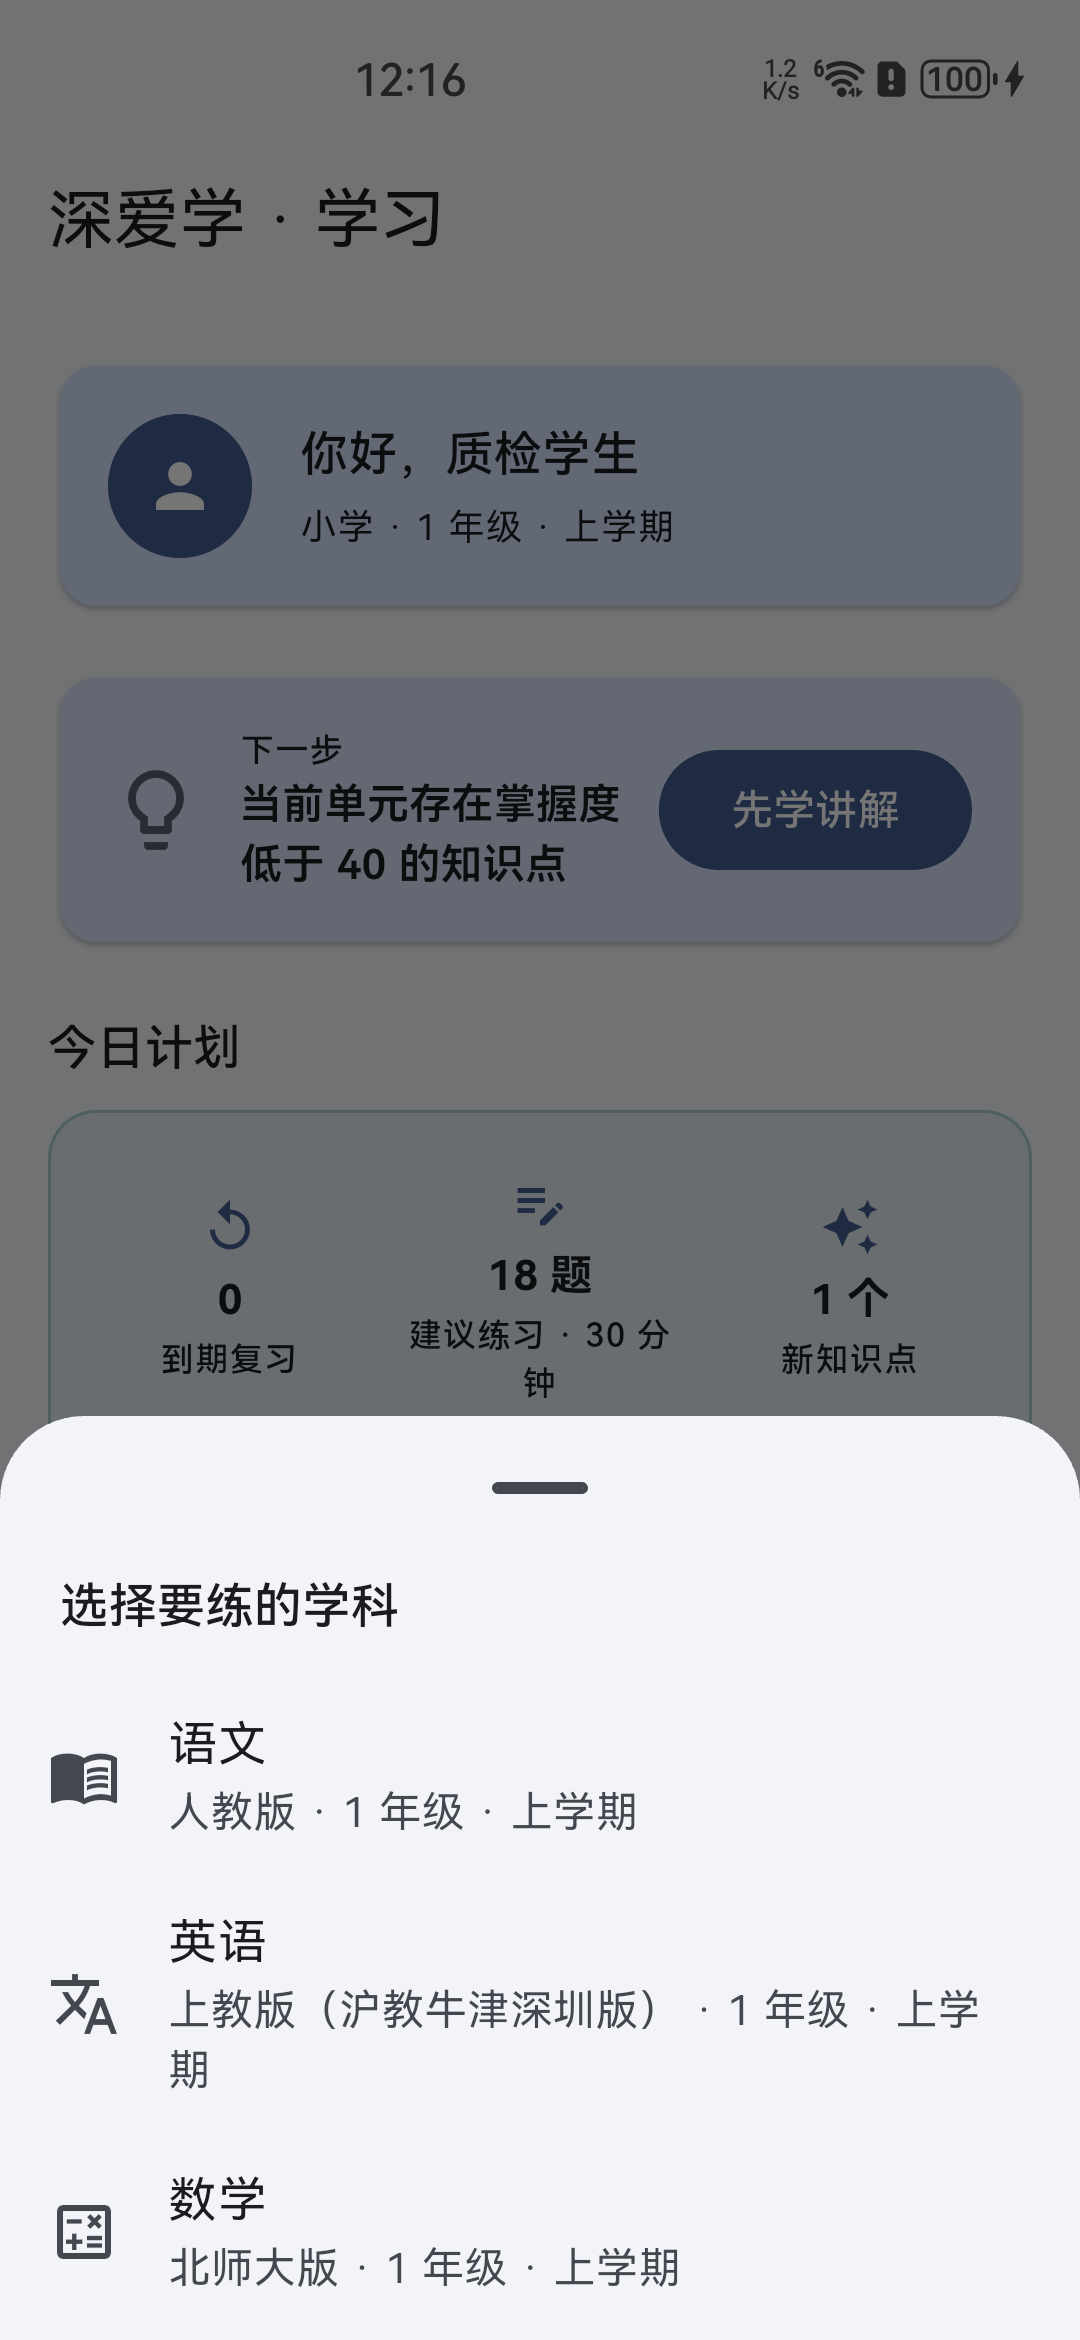 12:16
1.2
K/s
6
100
深爱学 · 学习
你好，质检学生
小学 · 1 年级 · 上学期
下一步
当前单元存在掌握度
低于 40 的知识点
先学讲解
今日计划
0
到期复习
18 题
建议练习 · 30 分
钟
1 个
新知识点
选择要练的学科
语文
人教版 · 1 年级 · 上学期
英语
上教版（沪教牛津深圳版） · 1 年级 · 上学
期
数学
北师大版 · 1 年级 · 上学期